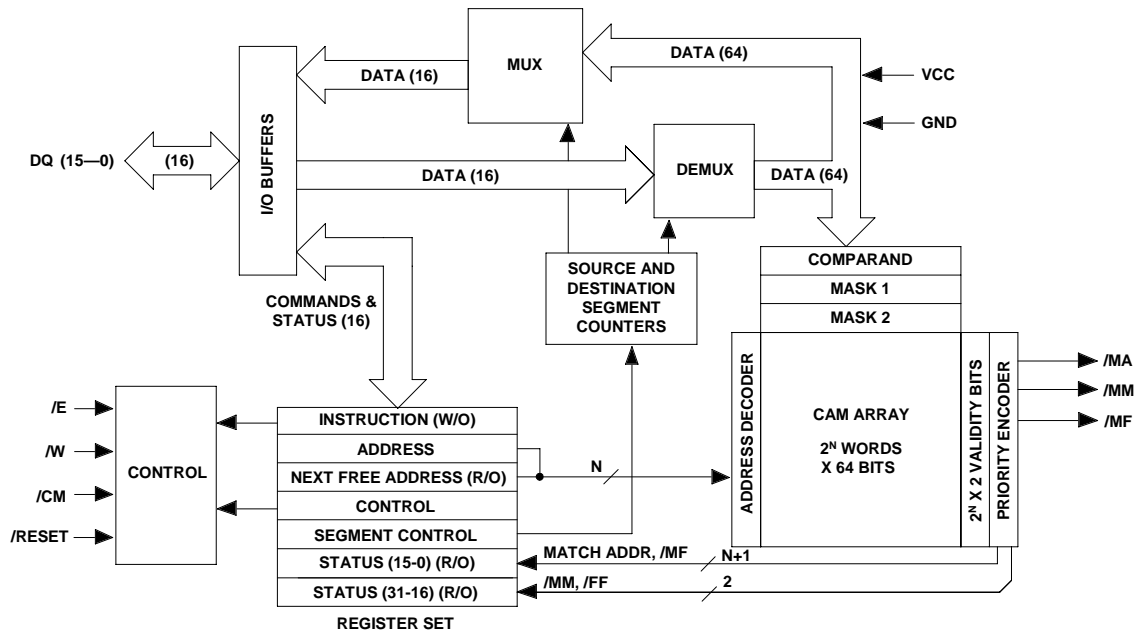 MUX
DATA (64)
DATA (16)
VCC
GND
DQ (15—0)
(16)
I/O BUFFERS
DATA (16)
DEMUX
DATA (64)
COMMANDS &
STATUS (16)
SOURCE AND
DESTINATION
SEGMENT
COUNTERS
COMPARAND
MASK 1
MASK 2
ADDRESS DECODER
CAM ARRAY
2ᴺ WORDS
X 64 BITS
2ᴺ X 2 VALIDITY BITS
PRIORITY ENCODER
/MA
/MM
/MF
/E
/W
/CM
/RESET
CONTROL
INSTRUCTION (W/O)
ADDRESS
NEXT FREE ADDRESS (R/O)
CONTROL
SEGMENT CONTROL
STATUS (15-0) (R/O)
STATUS (31-16) (R/O)
REGISTER SET
N
MATCH ADDR, /MF
N+1
/MM, /FF
2